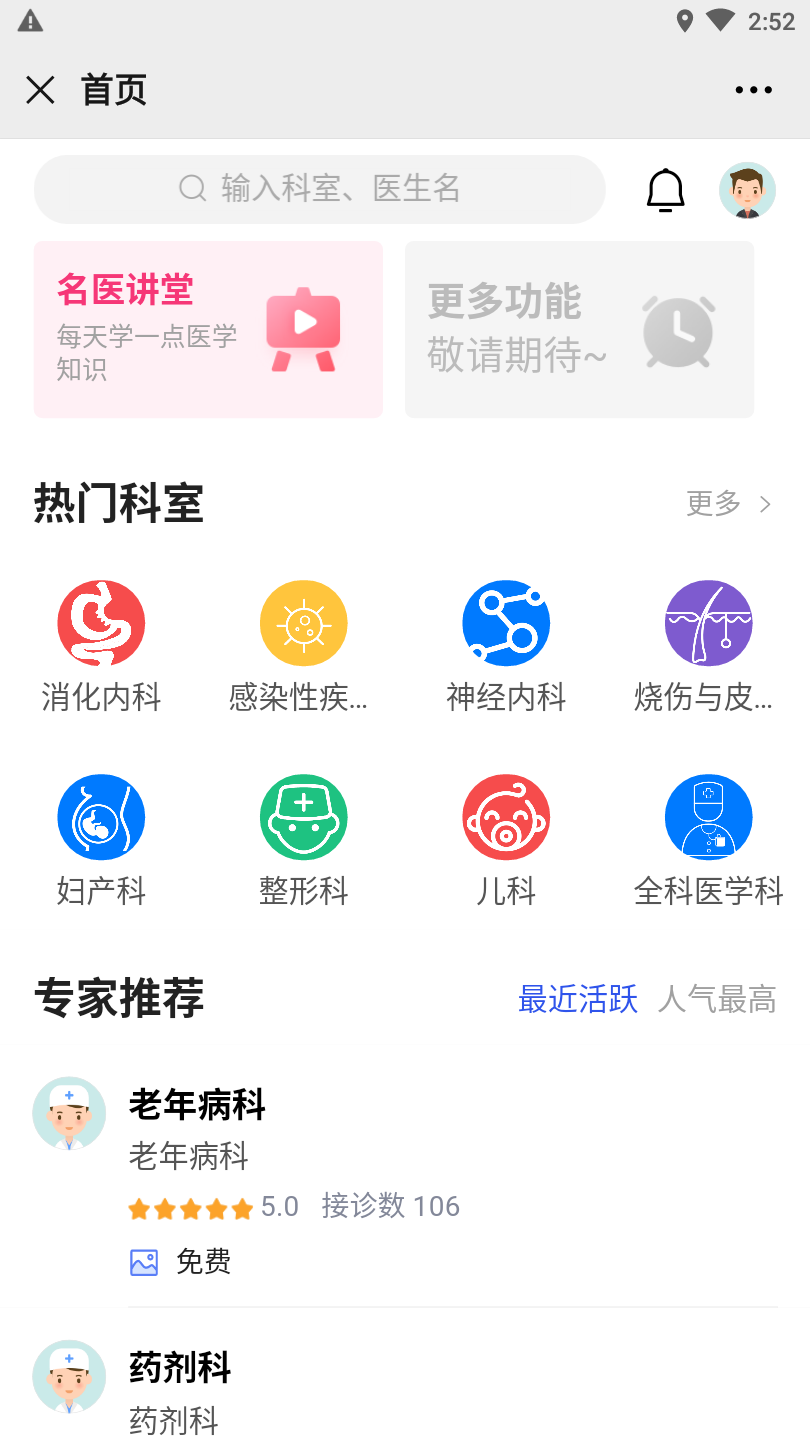 2:52
首页
输入科室、医生名
名医讲堂
每天学一点医学
知识
更多功能
敬请期待~
热门科室
更多
消化内科
感染性疾...
神经内科
烧伤与皮...
妇产科
整形科
儿科
全科医学科
专家推荐
最近活跃 人气最高
老年病科
老年病科
5.0 接诊数 106
免费
药剂科
药剂科